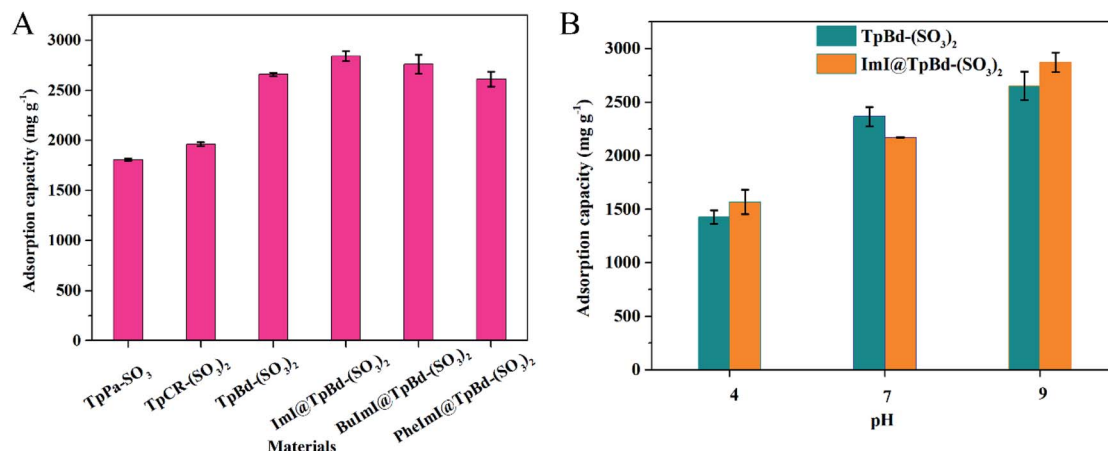 A
Adsorption capacity (mg g⁻¹)
3000
2500
2000
1500
1000
500
0
TpPa-SO₃
TpCR-(SO₃)₂
TpBd-(SO₃)₂
ImI@TpBd-(SO₃)₂
BuImI@TpBd-(SO₃)₂
PheImI@TpBd-(SO₃)₂
Materials
B
TpBd-(SO₃)₂
ImI@TpBd-(SO₃)₂
Adsorption capacity (mg g⁻¹)
3000
2500
2000
1500
1000
500
0
4 7 9
pH